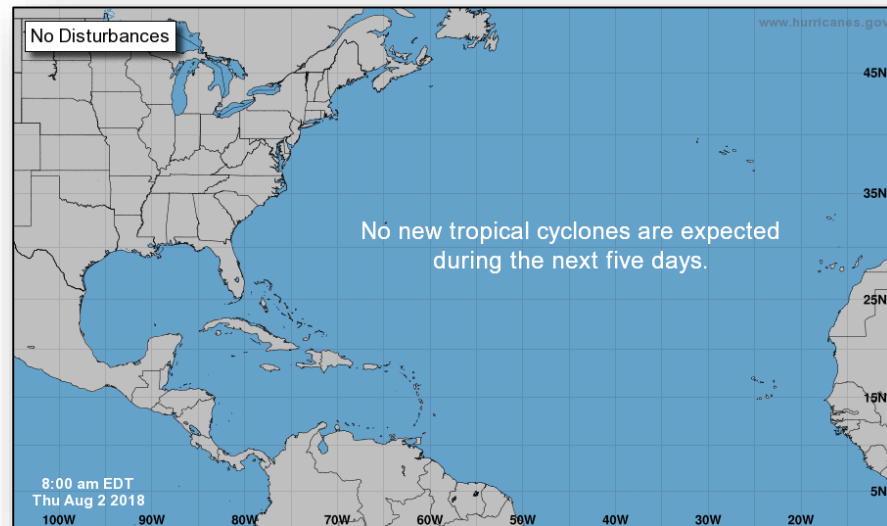 No Disturbances
www.hurricanes.gov
45N
35N
No new tropical cyclones are expected
during the next five days.
25N
15N
8:00 am EDT
Thu Aug 2 2018
5N
100W 90W 80W 70W 60W 50W 40W 30W 20W